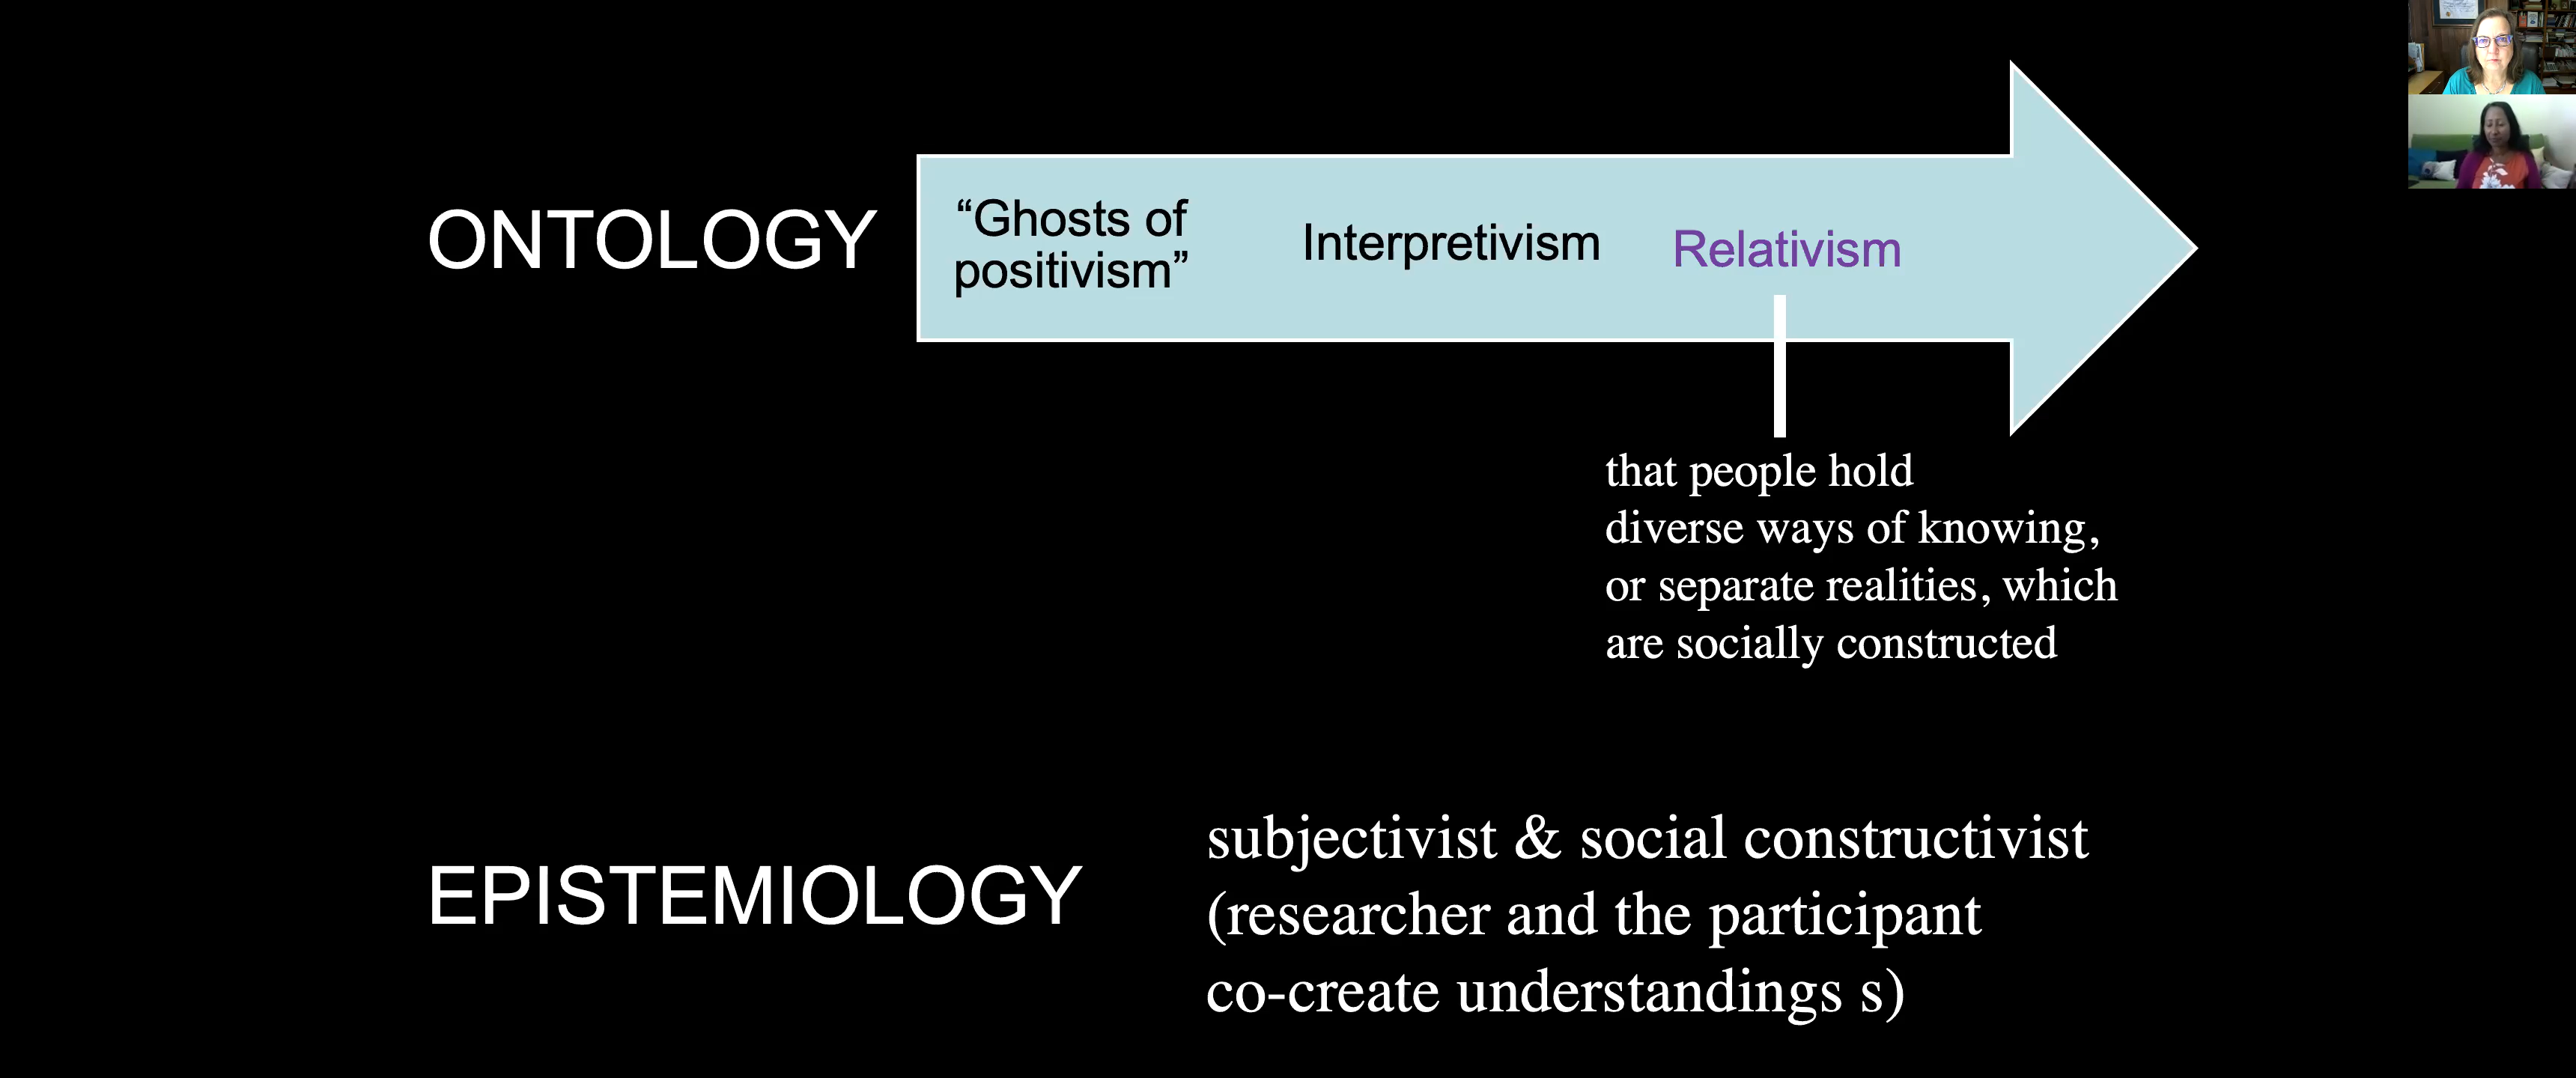 ONTOLOGY
“Ghosts of
positivism”
Interpretivism
Relativism
that people hold
diverse ways of knowing,
or separate realities, which
are socially constructed
EPISTEMIOLOGY
subjectivist & social constructivist
(researcher and the participant
co-create understandings s)